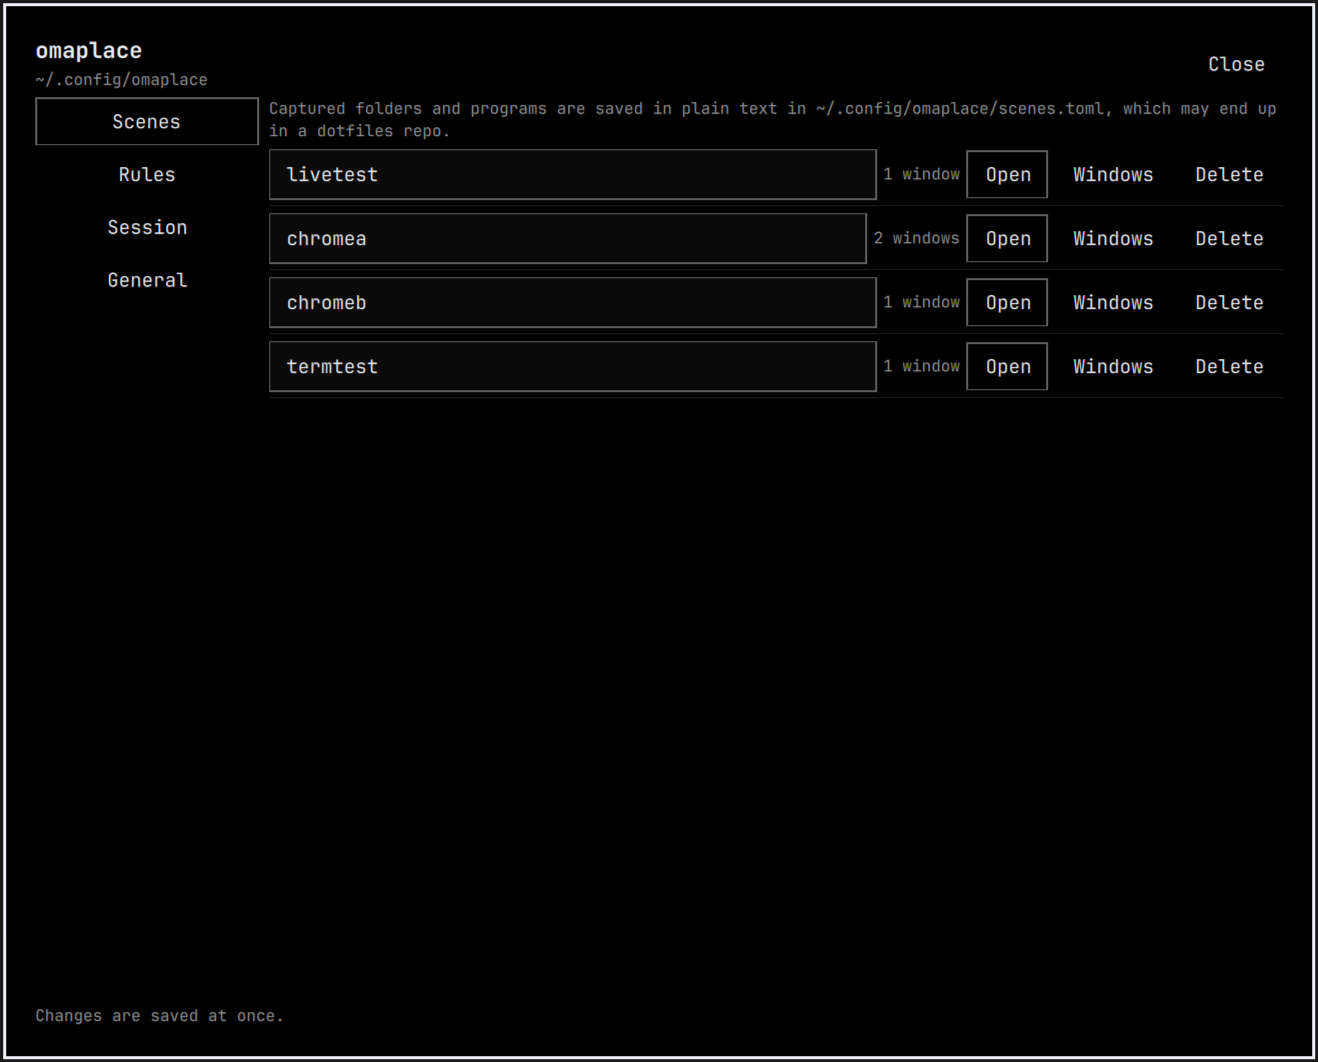 omaplace
~/.config/omaplace
Close
Scenes
Rules
Session
General
Captured folders and programs are saved in plain text in ~/.config/omaplace/scenes.toml, which may end up
in a dotfiles repo.
livetest 1 window Open Windows Delete
chromea 2 windows Open Windows Delete
chromeb 1 window Open Windows Delete
termtest 1 window Open Windows Delete
Changes are saved at once.